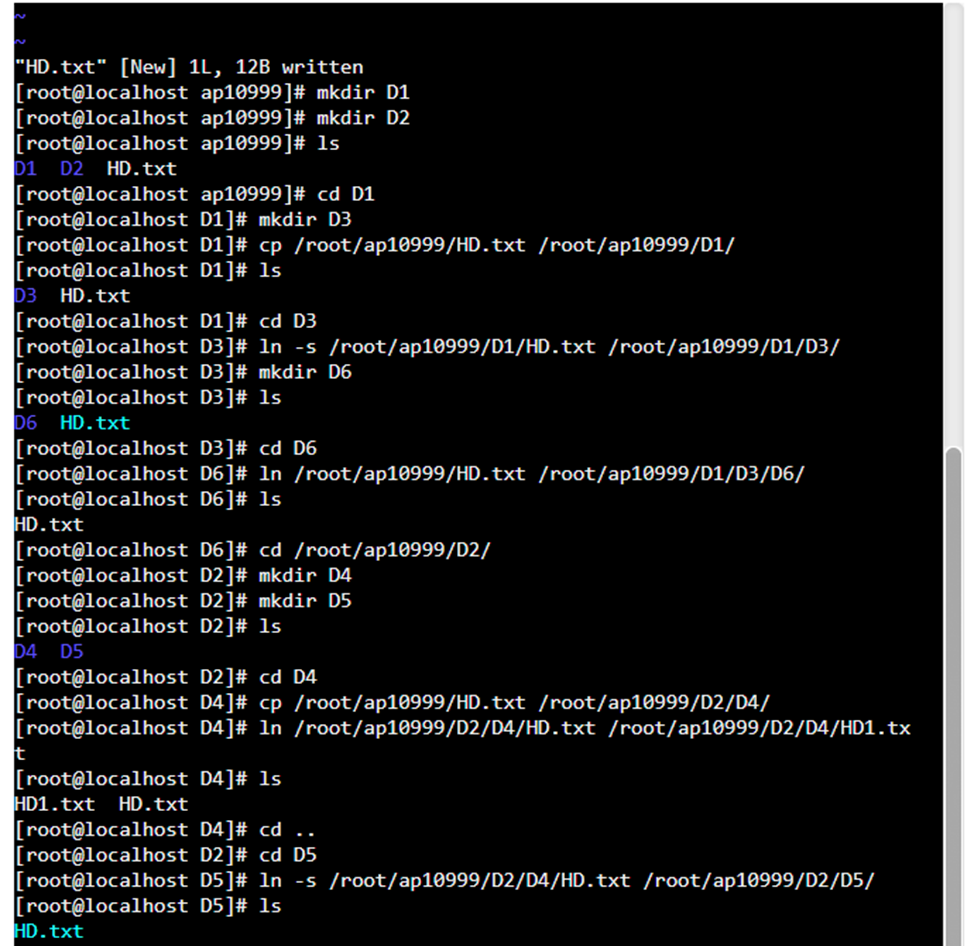 ~
~
"HD.txt" [New] 1L, 12B written
[root@localhost ap10999]# mkdir D1
[root@localhost ap10999]# mkdir D2
[root@localhost ap10999]# ls
D1  D2  HD.txt
[root@localhost ap10999]# cd D1
[root@localhost D1]# mkdir D3
[root@localhost D1]# cp /root/ap10999/HD.txt /root/ap10999/D1/
[root@localhost D1]# ls
D3  HD.txt
[root@localhost D1]# cd D3
[root@localhost D3]# ln -s /root/ap10999/D1/HD.txt /root/ap10999/D1/D3/
[root@localhost D3]# mkdir D6
[root@localhost D3]# ls
D6  HD.txt
[root@localhost D3]# cd D6
[root@localhost D6]# ln /root/ap10999/HD.txt /root/ap10999/D1/D3/D6/
[root@localhost D6]# ls
HD.txt
[root@localhost D6]# cd /root/ap10999/D2/
[root@localhost D2]# mkdir D4
[root@localhost D2]# mkdir D5
[root@localhost D2]# ls
D4  D5
[root@localhost D2]# cd D4
[root@localhost D4]# cp /root/ap10999/HD.txt /root/ap10999/D2/D4/
[root@localhost D4]# ln /root/ap10999/D2/D4/HD.txt /root/ap10999/D2/D4/HD1.tx
t
[root@localhost D4]# ls
HD1.txt  HD.txt
[root@localhost D4]# cd ..
[root@localhost D2]# cd D5
[root@localhost D5]# ln -s /root/ap10999/D2/D4/HD.txt /root/ap10999/D2/D5/
[root@localhost D5]# ls
HD.txt